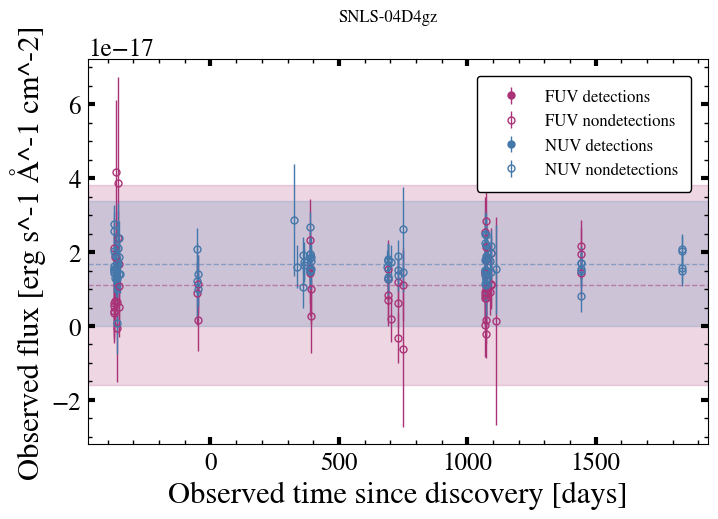 SNLS-04D4gz
1e−17
Observed flux [erg s^-1 Å^-1 cm^-2]
6
4
2
0
−2
FUV detections
FUV nondetections
NUV detections
NUV nondetections
0 500 1000 1500
Observed time since discovery [days]